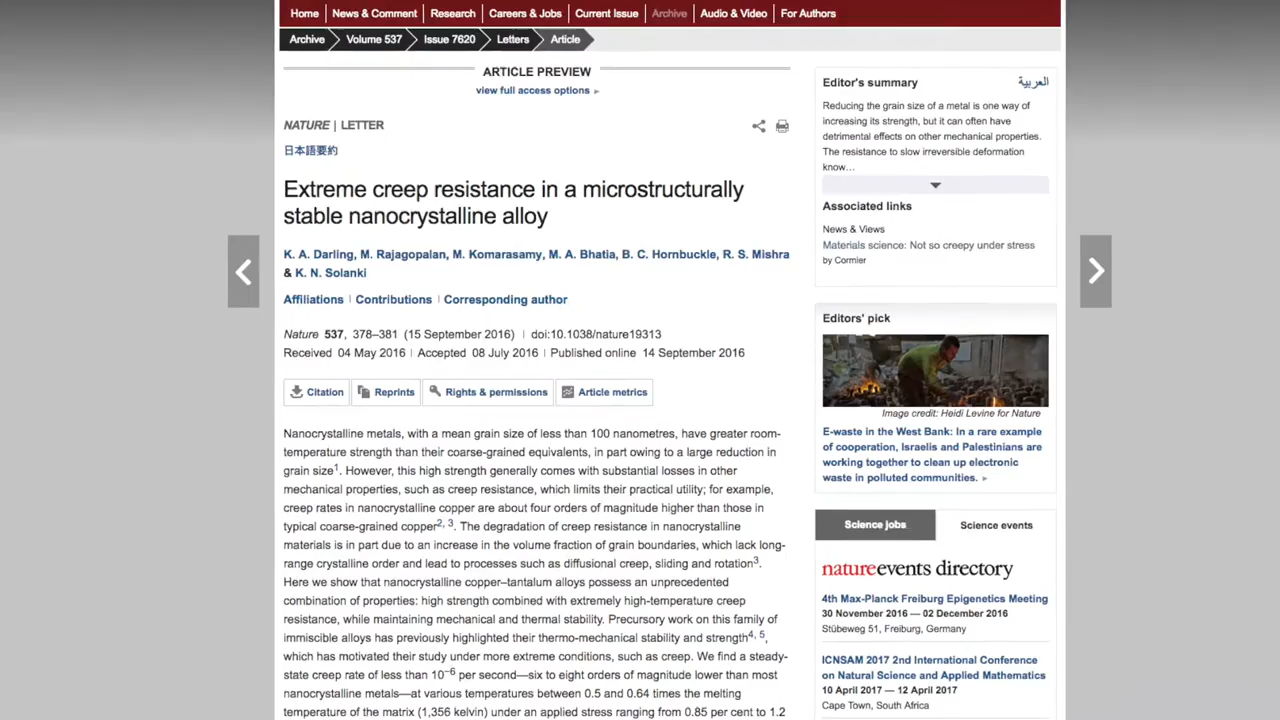 Home News & Comment Research Careers & Jobs Current Issue Archive Audio & Video For Authors
Archive Volume 537 Issue 7620 Letters Article
ARTICLE PREVIEW
view full access options ►
NATURE | LETTER
日本語要約
Extreme creep resistance in a microstructurally
stable nanocrystalline alloy
K. A. Darling, M. Rajagopalan, M. Komarasamy, M. A. Bhatia, B. C. Hornbuckle, R. S. Mishra
& K. N. Solanki
Affiliations | Contributions | Corresponding author
Nature 537, 378–381 (15 September 2016) | doi:10.1038/nature19313
Received 04 May 2016 | Accepted 08 July 2016 | Published online 14 September 2016
Citation Reprints Rights & permissions Article metrics
Nanocrystalline metals, with a mean grain size of less than 100 nanometres, have greater room-
temperature strength than their coarse-grained equivalents, in part owing to a large reduction in
grain size1. However, this high strength generally comes with substantial losses in other
mechanical properties, such as creep resistance, which limits their practical utility; for example,
creep rates in nanocrystalline copper are about four orders of magnitude higher than those in
typical coarse-grained copper2, 3. The degradation of creep resistance in nanocrystalline
materials is in part due to an increase in the volume fraction of grain boundaries, which lack long-
range crystalline order and lead to processes such as diffusional creep, sliding and rotation3.
Here we show that nanocrystalline copper–tantalum alloys possess an unprecedented
combination of properties: high strength combined with extremely high-temperature creep
resistance, while maintaining mechanical and thermal stability. Precursory work on this family of
immiscible alloys has previously highlighted their thermo-mechanical stability and strength4, 5,
which has motivated their study under more extreme conditions, such as creep. We find a steady-
state creep rate of less than 10−6 per second—six to eight orders of magnitude lower than most
nanocrystalline metals—at various temperatures between 0.5 and 0.64 times the melting
temperature of the matrix (1,356 kelvin) under an applied stress ranging from 0.85 per cent to 1.2
Editor's summary العربية
Reducing the grain size of a metal is one way of
increasing its strength, but it can often have
detrimental effects on other mechanical properties.
The resistance to slow irreversible deformation
know…
Associated links
News & Views
Materials science: Not so creepy under stress
by Cormier
Editors' pick
Image credit: Heidi Levine for Nature
E-waste in the West Bank: In a rare example
of cooperation, Israelis and Palestinians are
working together to clean up electronic
waste in polluted communities. ►
Science jobs Science events
natureevents directory
4th Max-Planck Freiburg Epigenetics Meeting
30 November 2016 — 02 December 2016
Stübeweg 51, Freiburg, Germany
ICNSAM 2017 2nd International Conference
on Natural Science and Applied Mathematics
10 April 2017 — 12 April 2017
Cape Town, South Africa